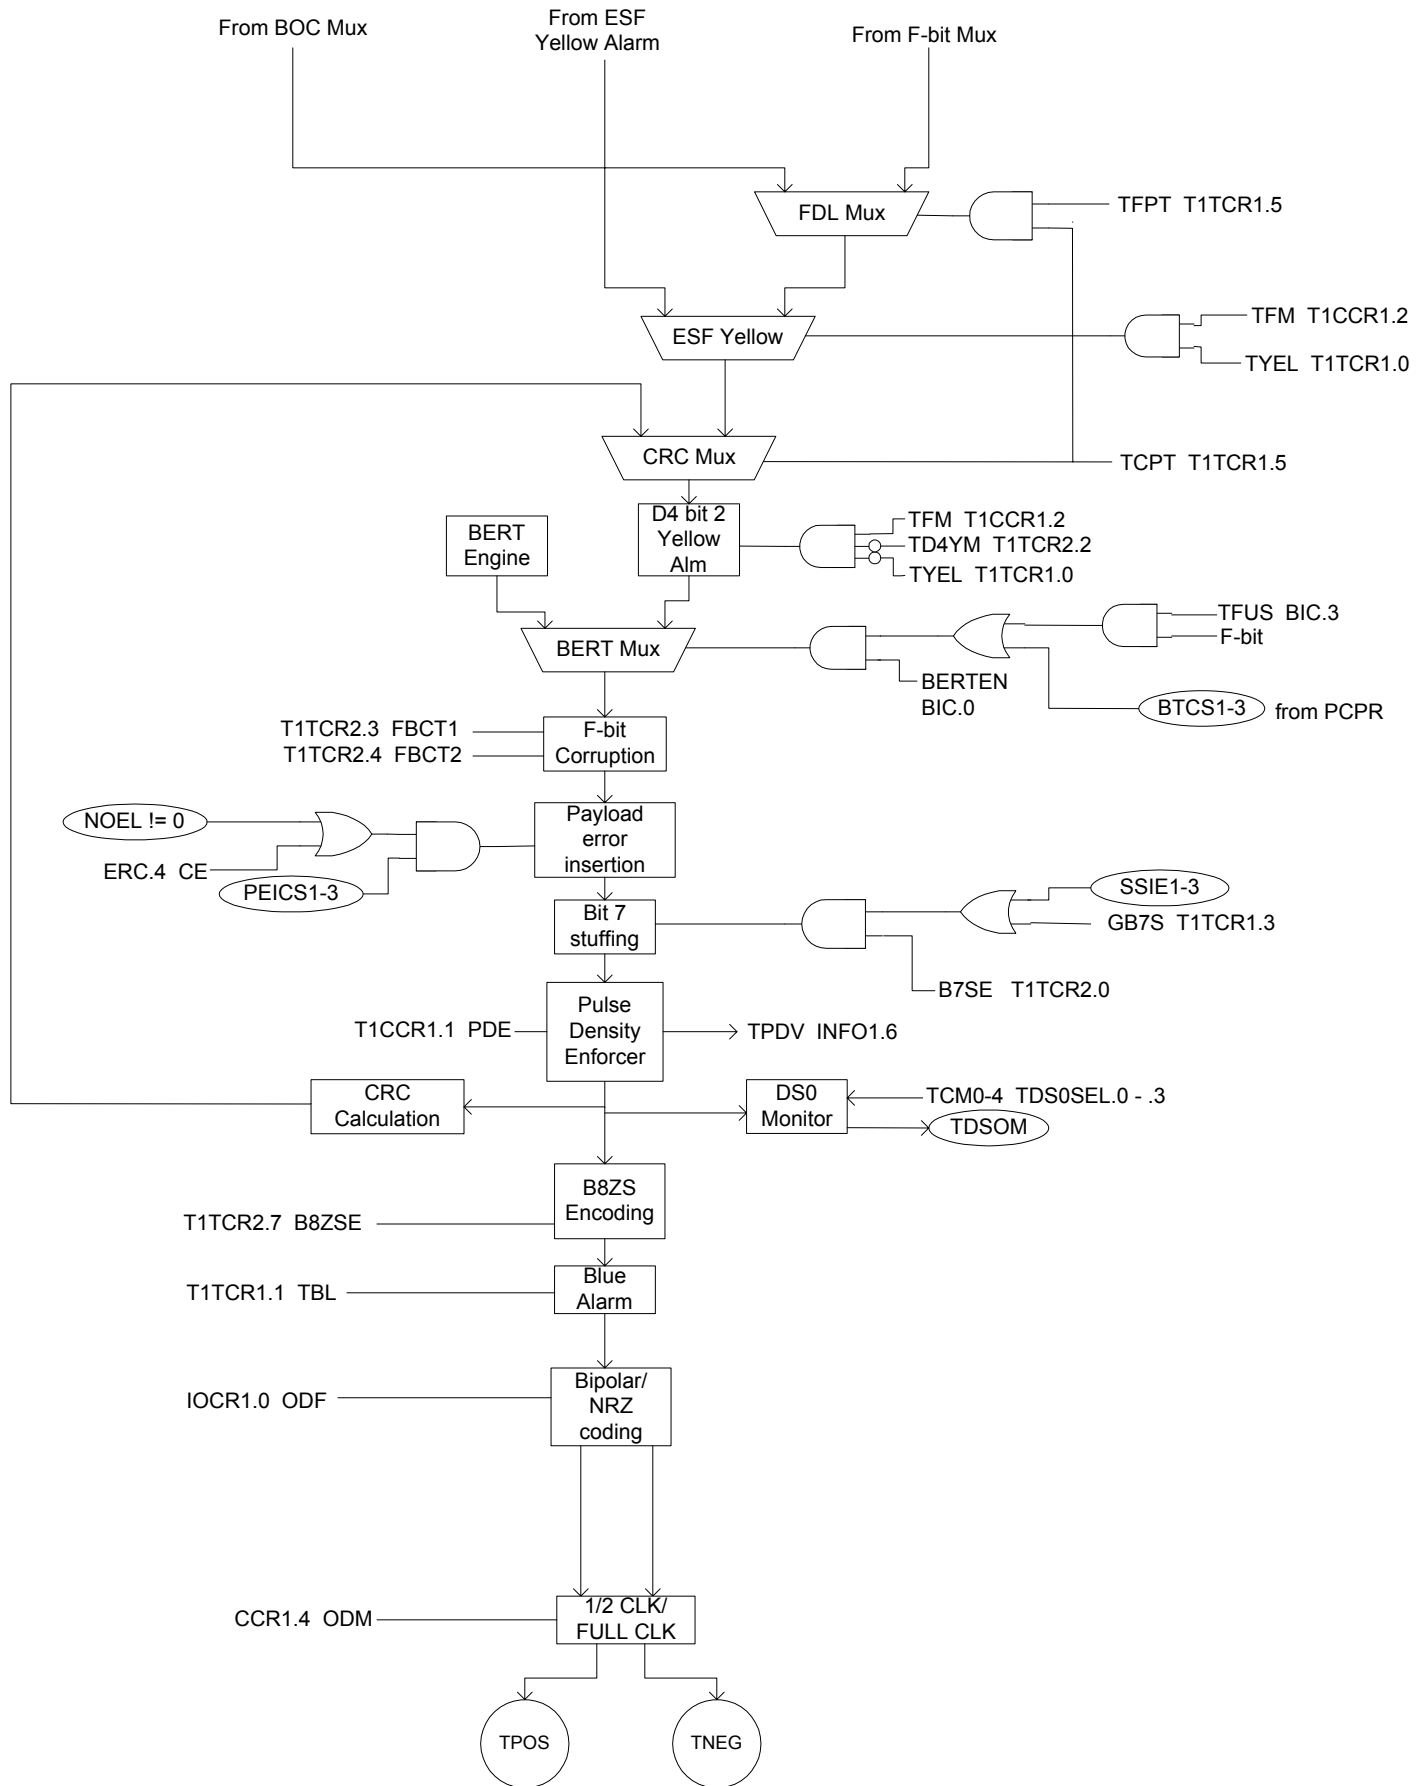 From BOC Mux
From ESF
Yellow Alarm
From F-bit Mux
FDL Mux
TFPT T1TCR1.5
ESF Yellow
TFM T1CCR1.2
TYEL T1TCR1.0
CRC Mux
TCPT T1TCR1.5
BERT
Engine
D4 bit 2
Yellow
Alm
TFM T1CCR1.2
TD4YM T1TCR2.2
TYEL T1TCR1.0
BERT Mux
TFUS BIC.3
F-bit
BERTEN
BIC.0
BTCS1-3
from PCPR
T1TCR2.3 FBCT1
T1TCR2.4 FBCT2
F-bit
Corruption
NOEL != 0
ERC.4 CE
PEICS1-3
Payload
error
insertion
Bit 7
stuffing
SSIE1-3
GB7S T1TCR1.3
B7SE T1TCR2.0
T1CCR1.1 PDE
Pulse
Density
Enforcer
TPDV INFO1.6
CRC
Calculation
DS0
Monitor
TCM0-4 TDS0SEL.0 - .3
TDSOM
B8ZS
Encoding
T1TCR2.7 B8ZSE
Blue
Alarm
T1TCR1.1 TBL
Bipolar/
NRZ
coding
IOCR1.0 ODF
1/2 CLK/
FULL CLK
CCR1.4 ODM
TPOS
TNEG